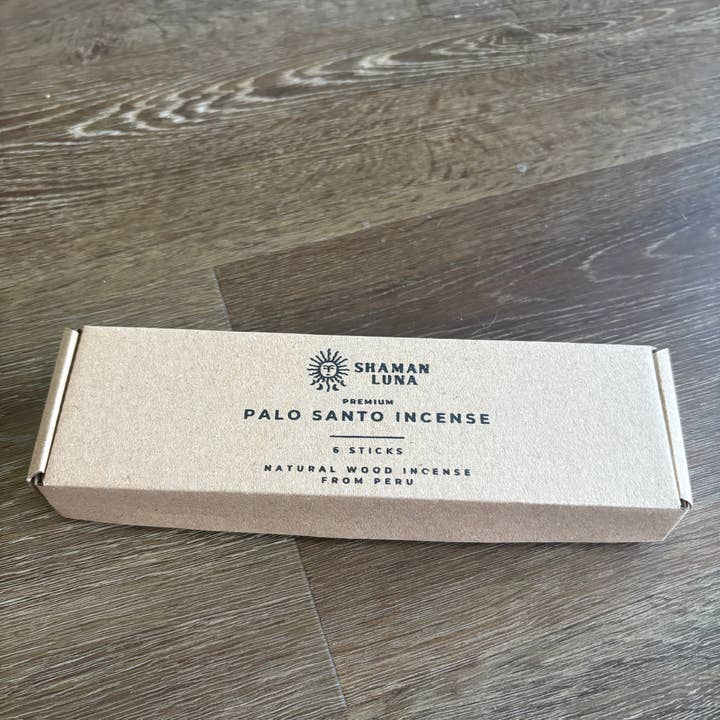 SHAMAN
LUNA
PREMIUM
PALO SANTO INCENSE
6 STICKS
NATURAL WOOD INCENSE
FROM PERU